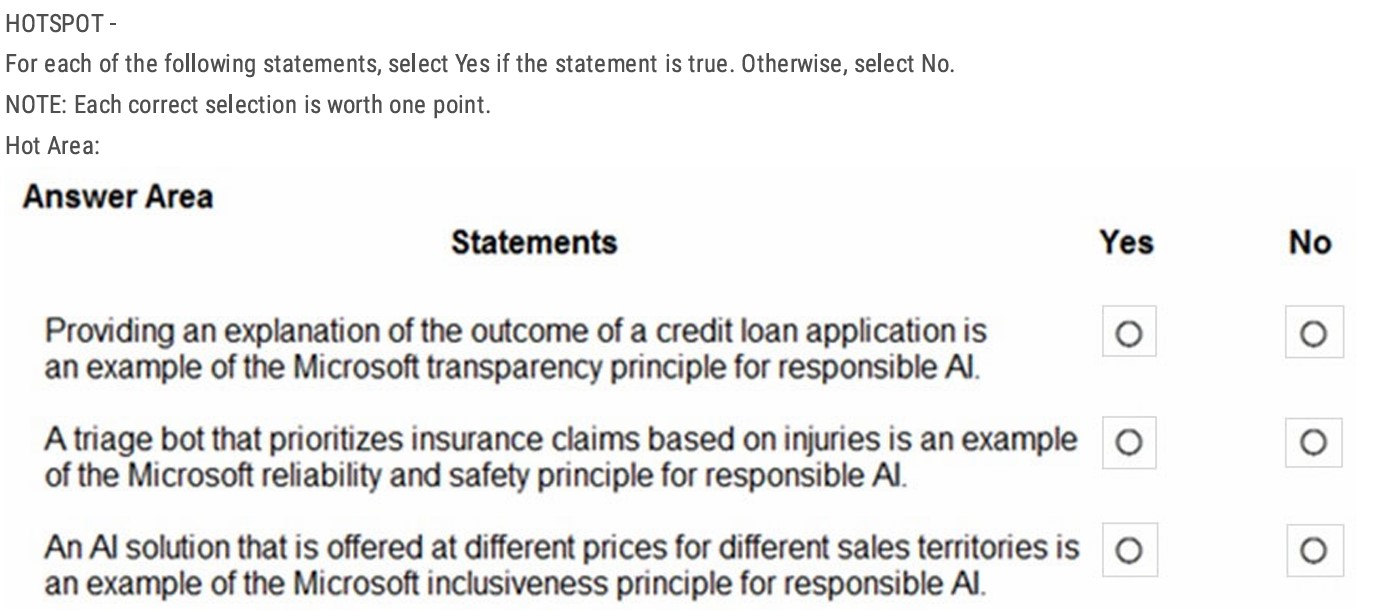 HOTSPOT -
For each of the following statements, select Yes if the statement is true. Otherwise, select No.
NOTE: Each correct selection is worth one point.
Hot Area:
Answer Area
Statements Yes No
Providing an explanation of the outcome of a credit loan application is
an example of the Microsoft transparency principle for responsible AI.
A triage bot that prioritizes insurance claims based on injuries is an example
of the Microsoft reliability and safety principle for responsible AI.
An AI solution that is offered at different prices for different sales territories is
an example of the Microsoft inclusiveness principle for responsible AI.